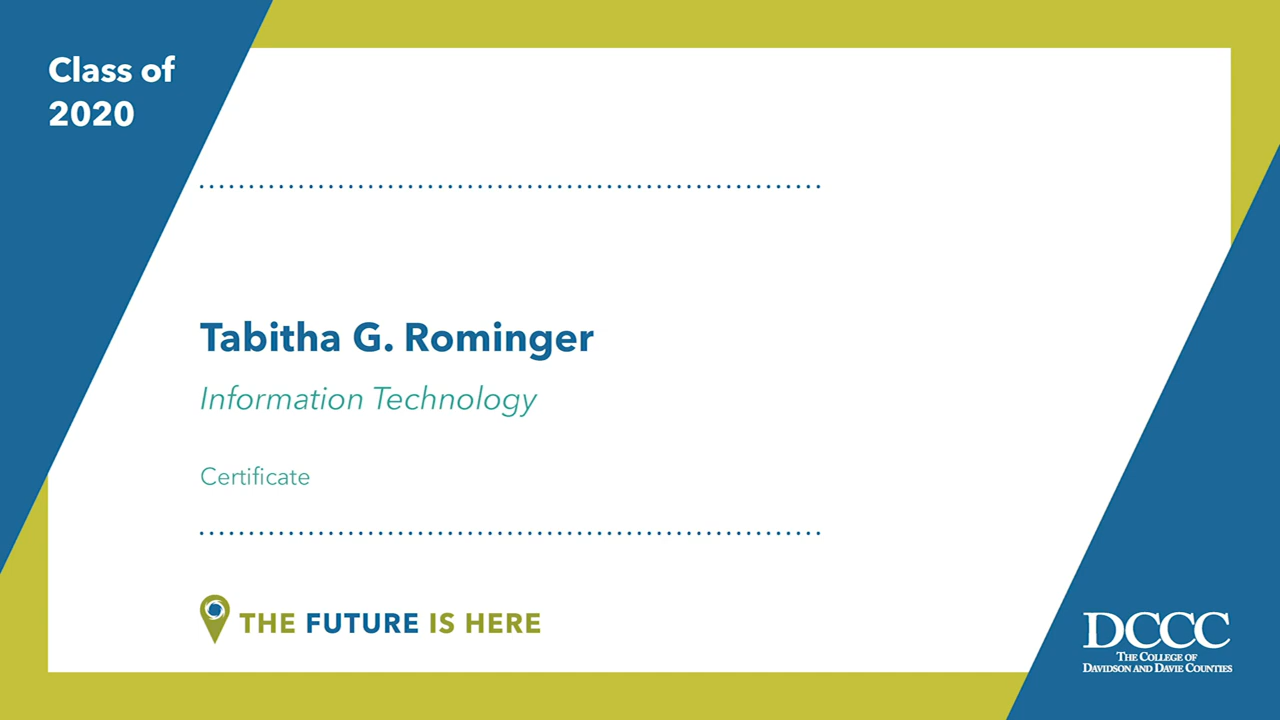 Class of
2020
Tabitha G. Rominger
Information Technology
Certificate
THE FUTURE IS HERE
DCCC
THE COLLEGE OF
DAVIDSON AND DAVIE COUNTIES